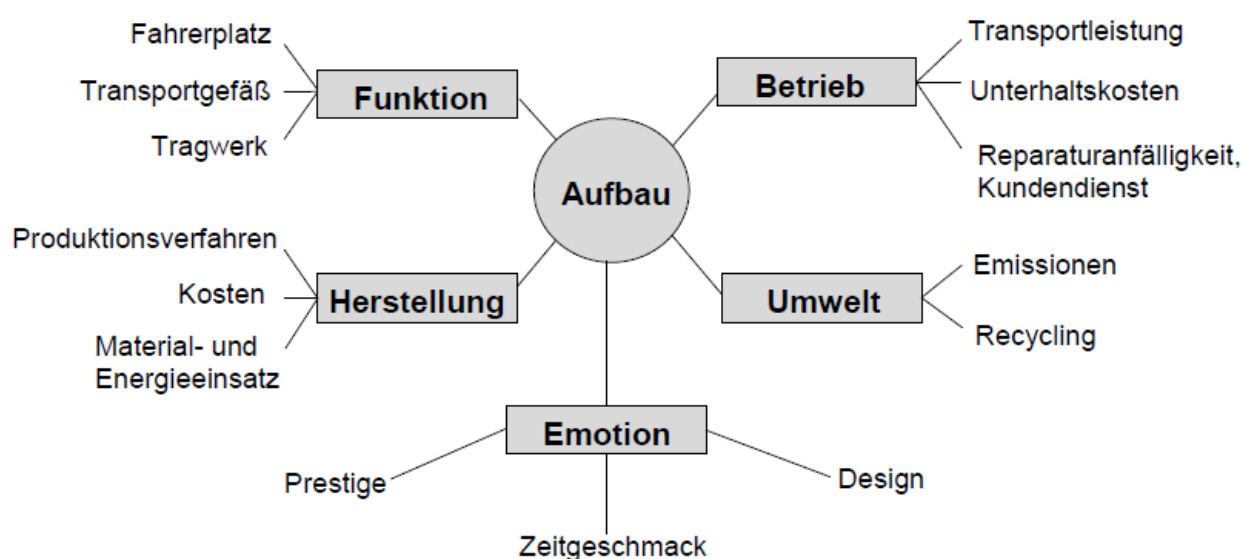 Fahrerplatz
Transportgefäß
Tragwerk
Funktion
Betrieb
Transportleistung
Unterhaltskosten
Reparaturanfälligkeit,
Kundendienst
Aufbau
Produktionsverfahren
Kosten
Material- und
Energieeinsatz
Herstellung
Umwelt
Emissionen
Recycling
Emotion
Prestige
Zeitgeschmack
Design